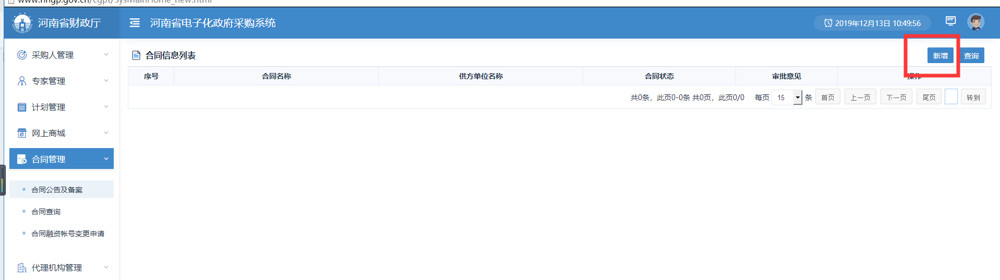 www.hngp.gov.cn/cgpt/SysMainHome_new.html
河南省财政厅
河南省电子化政府采购系统
2019年12月13日 10:49:56
采购人管理
专家管理
计划管理
网上商城
合同管理
合同公告及备案
合同查询
合同融资帐号变更申请
代理机构管理
合同信息列表
新增 查询
序号 合同名称 供方单位名称 合同状态 审批意见 操作
共0条，此页0-0条 共0页，此页0/0 每页 15 条 首页 上一页 下一页 尾页 转到